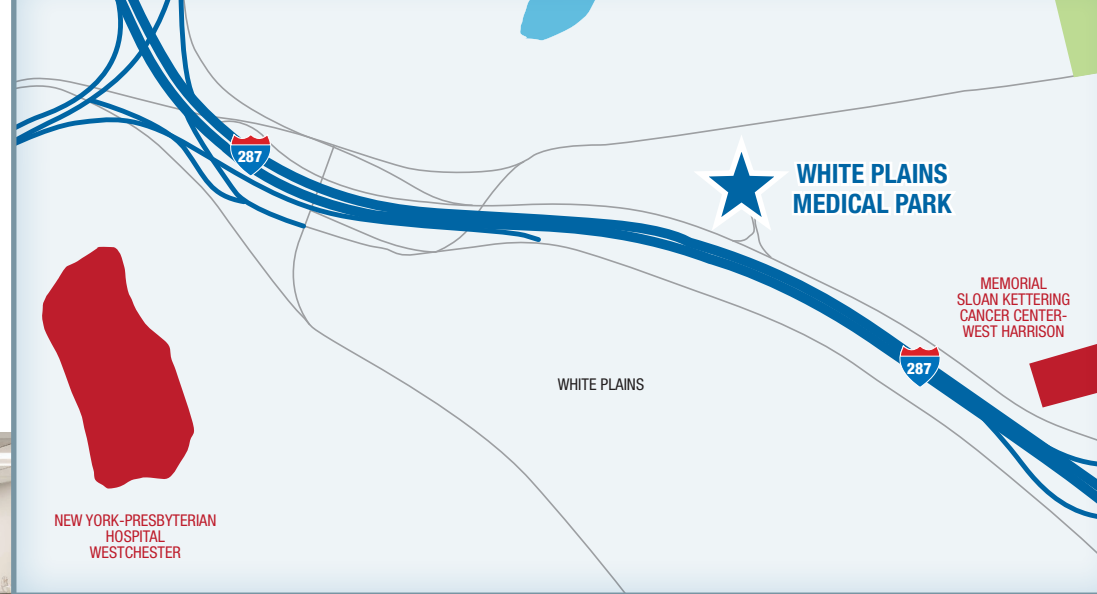 287
WHITE PLAINS
MEDICAL PARK
MEMORIAL
SLOAN KETTERING
CANCER CENTER-
WEST HARRISON
287
WHITE PLAINS
NEW YORK-PRESBYTERIAN
HOSPITAL
WESTCHESTER